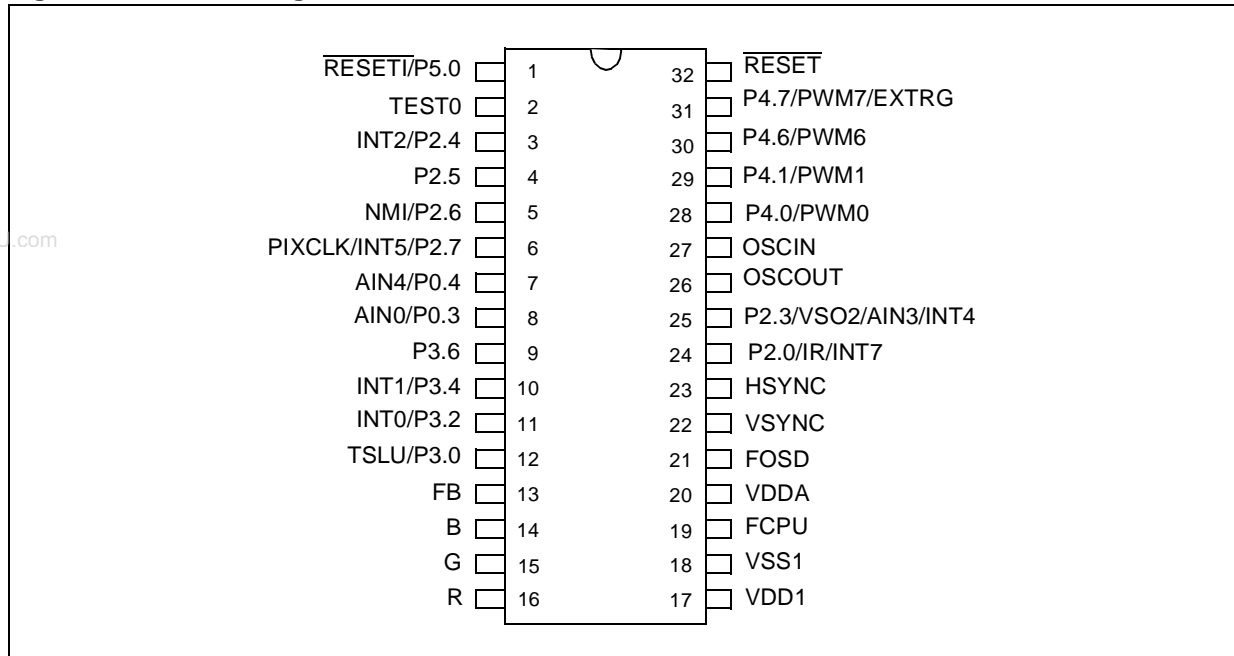 RESETI/P5.0 1
TEST0 2
INT2/P2.4 3
P2.5 4
NMI/P2.6 5
PIXCLK/INT5/P2.7 6
AIN4/P0.4 7
AIN0/P0.3 8
P3.6 9
INT1/P3.4 10
INT0/P3.2 11
TSLU/P3.0 12
FB 13
B 14
G 15
R 16
32 RESET
31 P4.7/PWM7/EXTRG
30 P4.6/PWM6
29 P4.1/PWM1
28 P4.0/PWM0
27 OSCIN
26 OSCOUT
25 P2.3/VSO2/AIN3/INT4
24 P2.0/IR/INT7
23 HSYNC
22 VSYNC
21 FOSD
20 VDDA
19 FCPU
18 VSS1
17 VDD1
.com